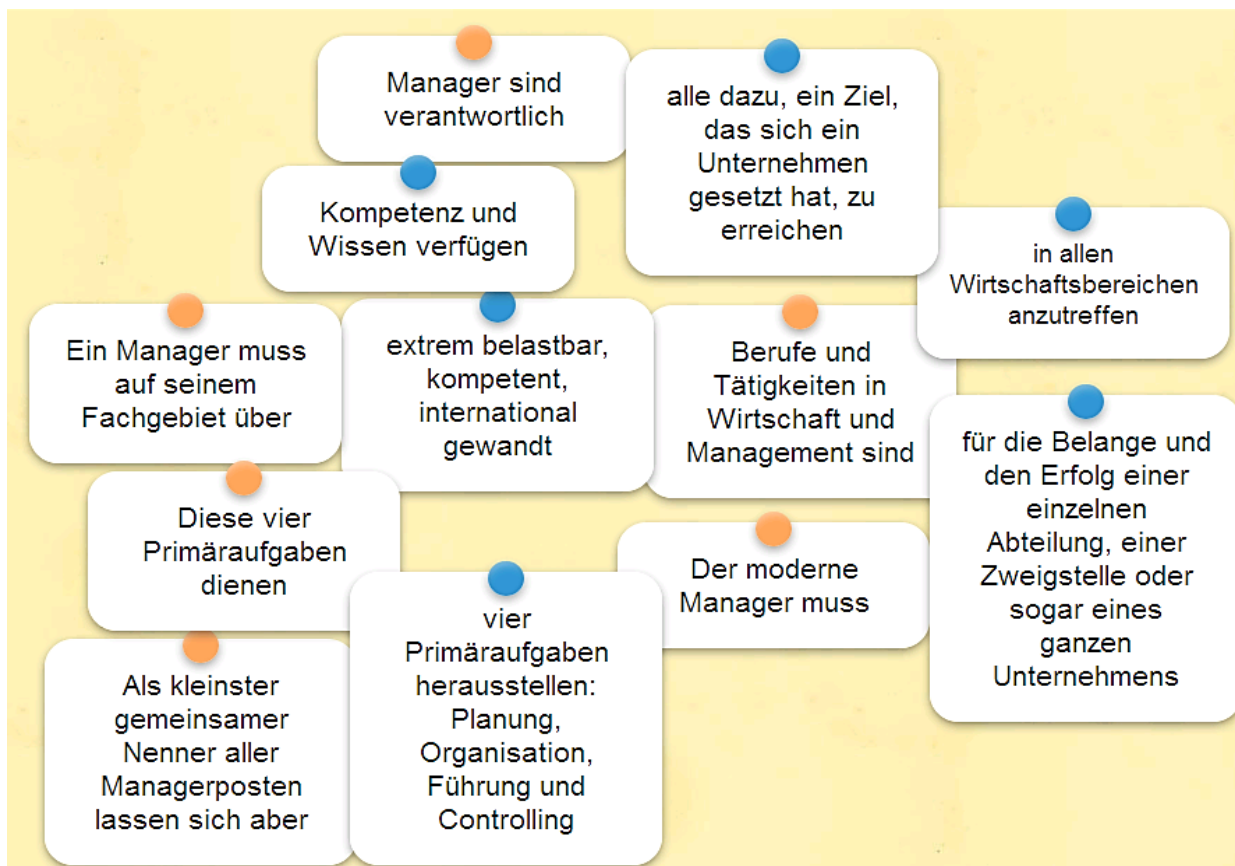 Manager sind
verantwortlich
alle dazu, ein Ziel,
das sich ein
Unternehmen
gesetzt hat, zu
erreichen
Kompetenz und
Wissen verfügen
in allen
Wirtschaftsbereichen
anzutreffen
Ein Manager muss
auf seinem
Fachgebiet über
extrem belastbar,
kompetent,
international
gewandt
Berufe und
Tätigkeiten in
Wirtschaft und
Management sind
für die Belange und
den Erfolg einer
einzelnen
Abteilung, einer
Zweigstelle oder
sogar eines
ganzen
Unternehmens
Diese vier
Primäraufgaben
dienen
Der moderne
Manager muss
vier
Primäraufgaben
herausstellen:
Planung,
Organisation,
Führung und
Controlling
Als kleinster
gemeinsamer
Nenner aller
Managerposten
lassen sich aber